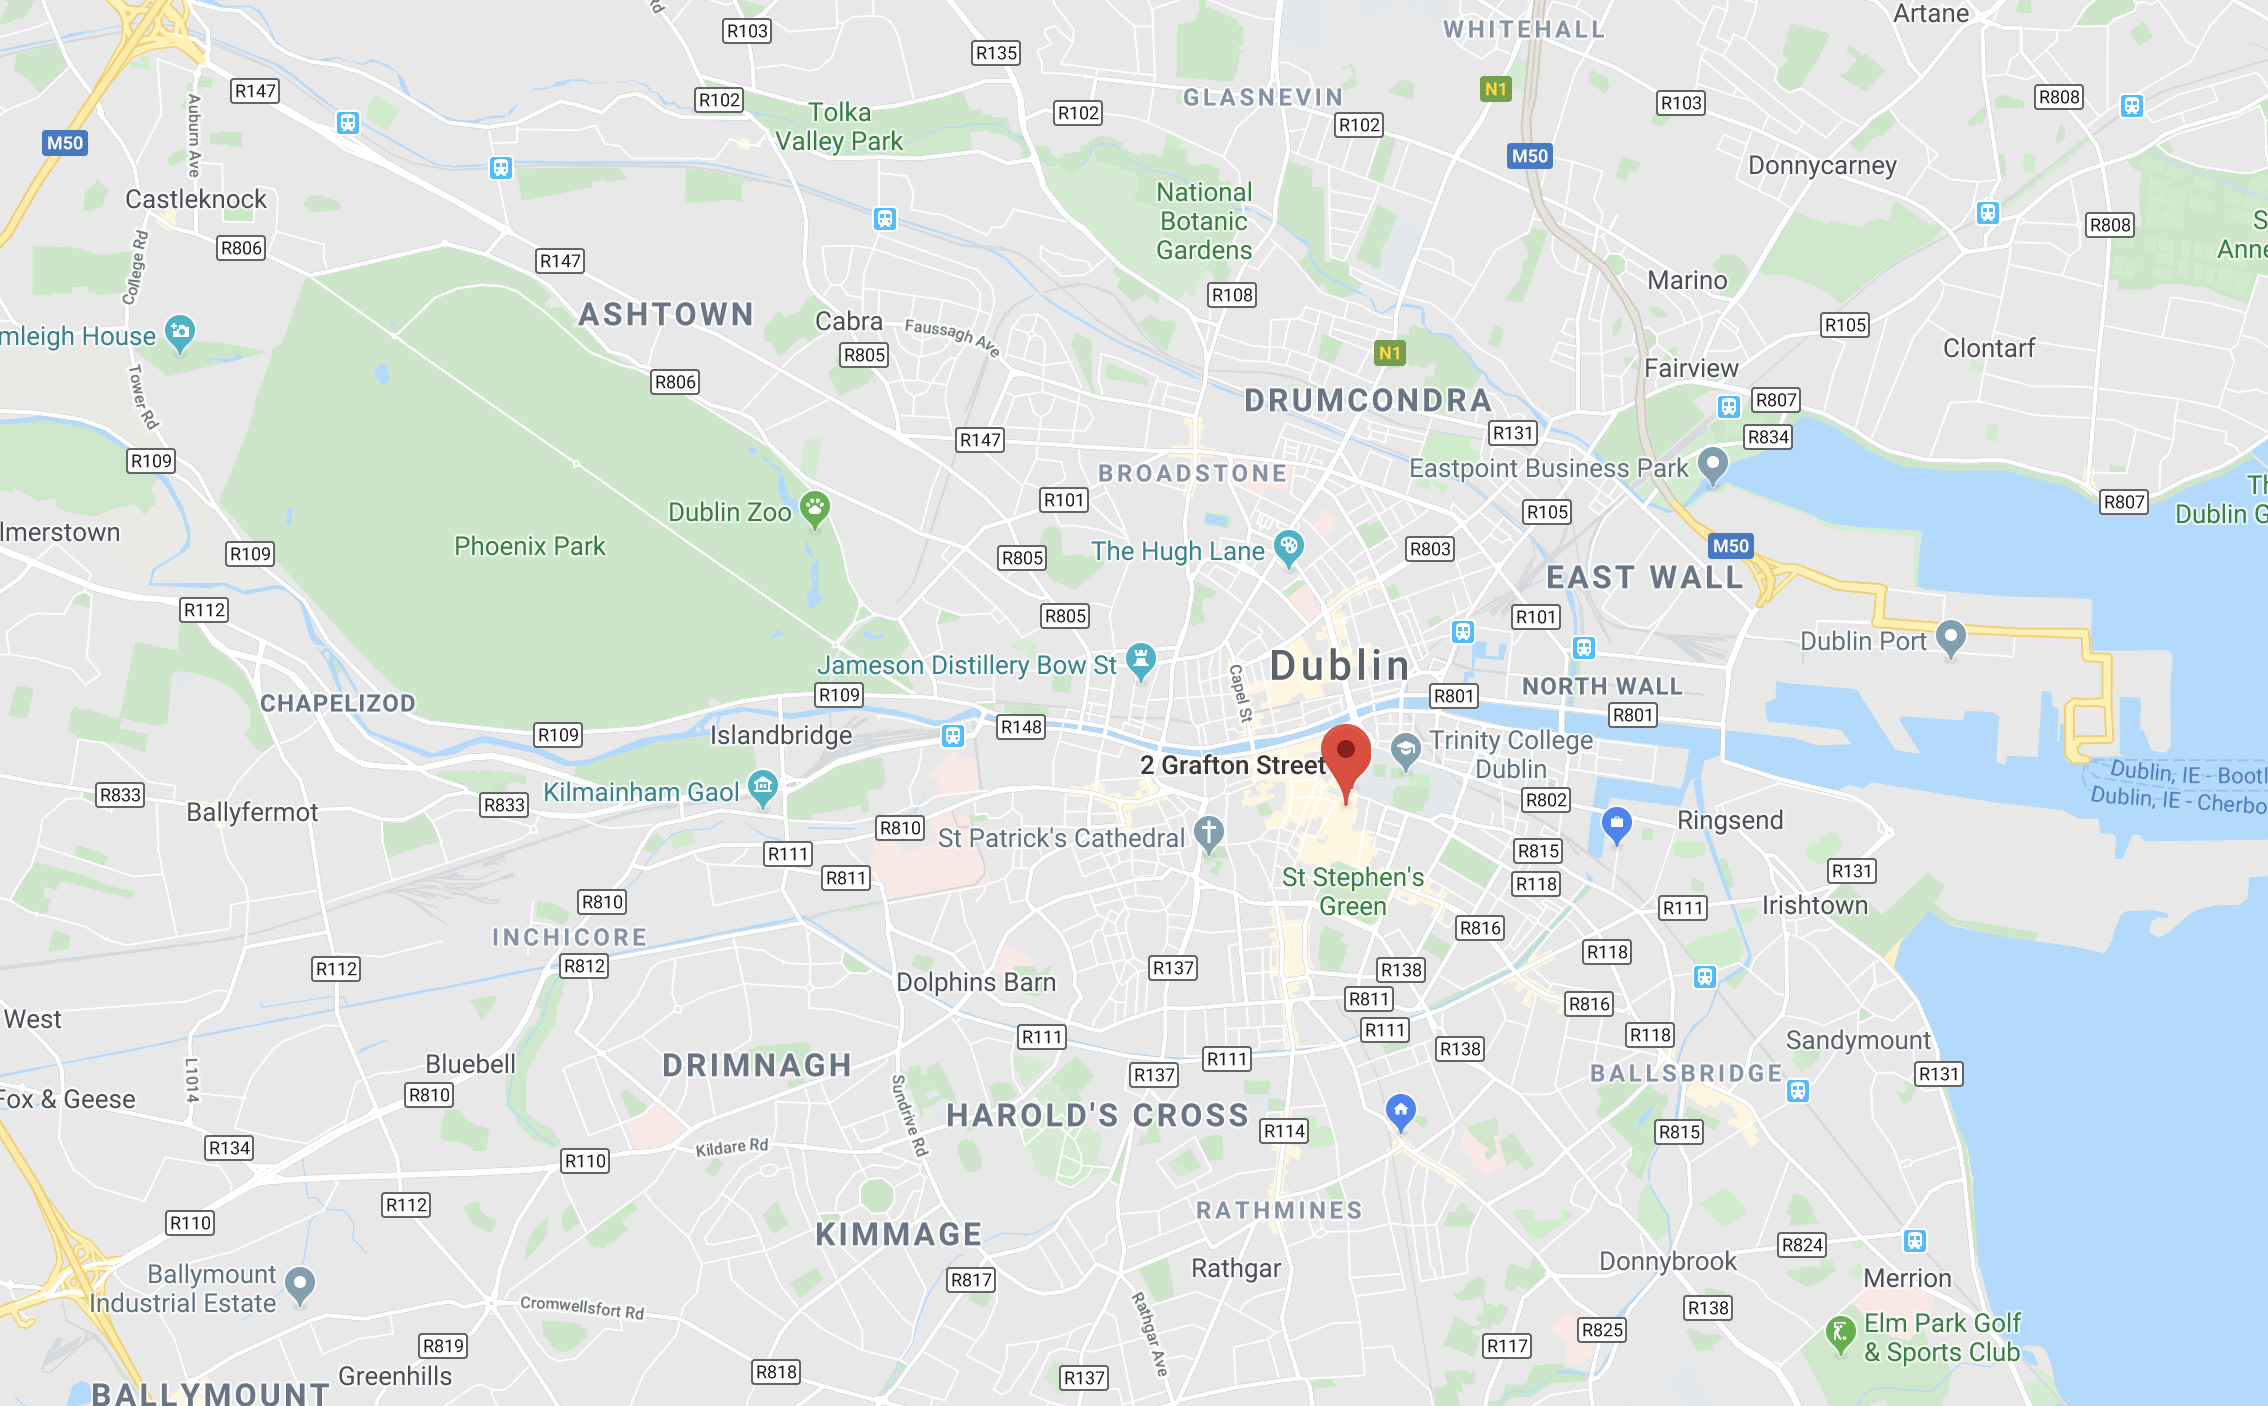 Rd
R103
R135
WHITEHALL
Artane
R147
R102
Tolka
Valley Park
R102
GLASNEVIN
R102
N1
R103
R808
M50
Auburn Ave
M50
Donnycarney
Castleknock
R806
National
Botanic
Gardens
R808
S
Anne
College Rd
R147
R108
Marino
ASHTOWN
Cabra
Faussagh Ave
R805
R105
mleigh House
N1
Clontarf
Fairview
Tower Rd
R806
DRUMCONDRA
R807
R834
R109
R147
R131
BROADSTONE
Eastpoint Business Park
R101
R807
Th
Dublin G
lmerstown
Dublin Zoo
R105
Phoenix Park
R109
R805
The Hugh Lane
R803
M50
EAST WALL
R112
R805
R101
Dublin Port
Jameson Distillery Bow St
Dublin
Capel St
CHAPELIZOD
R109
R801
NORTH WALL
R801
R109
Islandbridge
R148
2 Grafton Street
Trinity College
Dublin
Dublin, IE - Bootl
Dublin, IE - Cherbo
R833
Ballyfermot
R833
Kilmainham Gaol
R802
Ringsend
R810
St Patrick's Cathedral
R111
R811
R815
R118
R131
St Stephen's
Green
R810
R111
Irishtown
INCHICORE
R816
R112
R812
R137
R138
R118
Dolphins Barn
R811
R816
West
R111
R111
R111
R118
R138
Sandymount
Bluebell
DRIMNAGH
R137
BALLSBRIDGE
R131
L1014
Fox & Geese
R810
Sundrive Rd
HAROLD'S CROSS
R134
Kildare Rd
R114
R815
R110
R112
R110
KIMMAGE
RATHMINES
Rathgar
Donnybrook
R824
Merrion
Ballymount
Industrial Estate
R817
Cromwellsfort Rd
Rathgar Ave
R138
R819
R825
Elm Park Golf
& Sports Club
R117
Greenhills
R818
R137
BALLYMOUNT